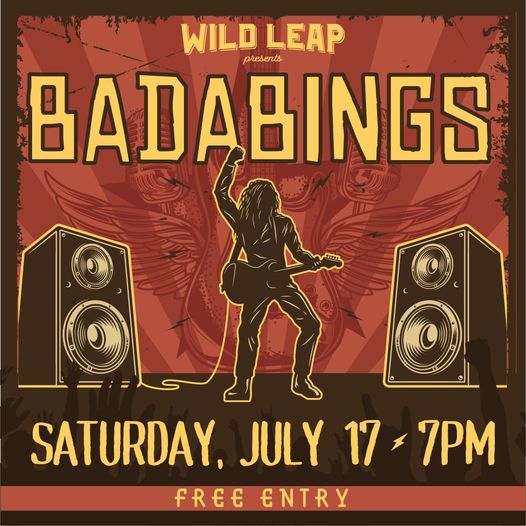 WILD LEAP
presents
BADABINGS
SATURDAY, JULY 17 ⚡ 7PM
FREE ENTRY